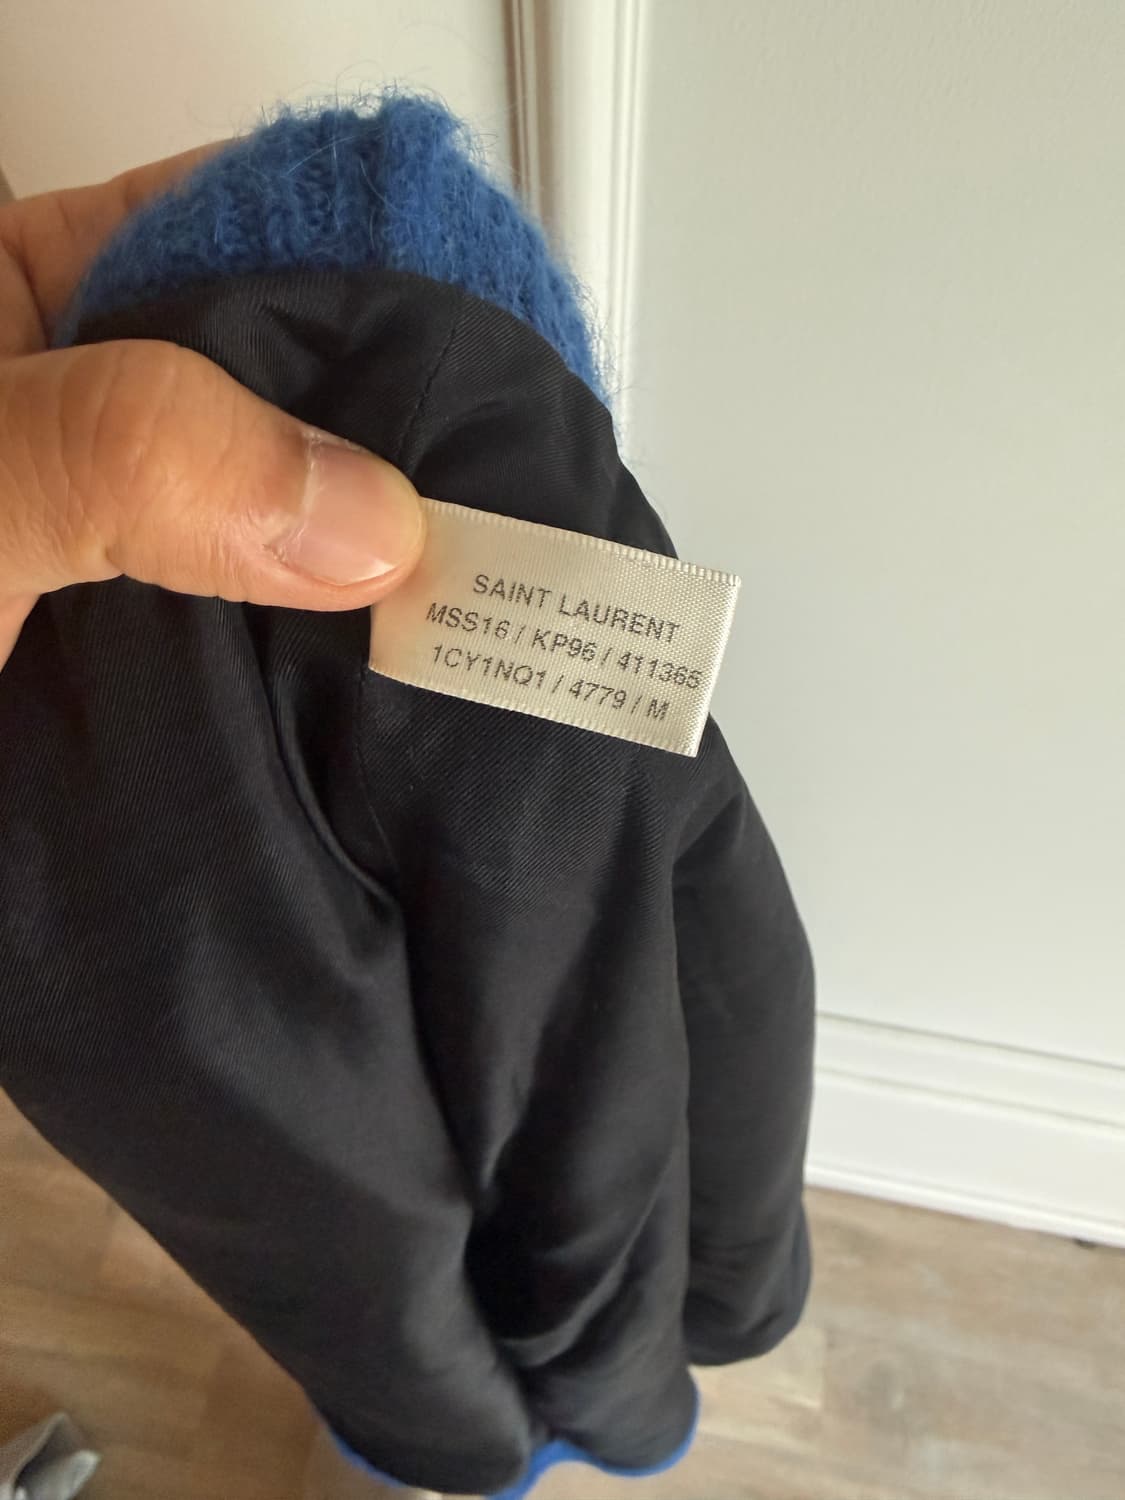 SAINT LAURENT
MSS16 / KP96 / 411365
1CY1NQ1 / 4779 / M